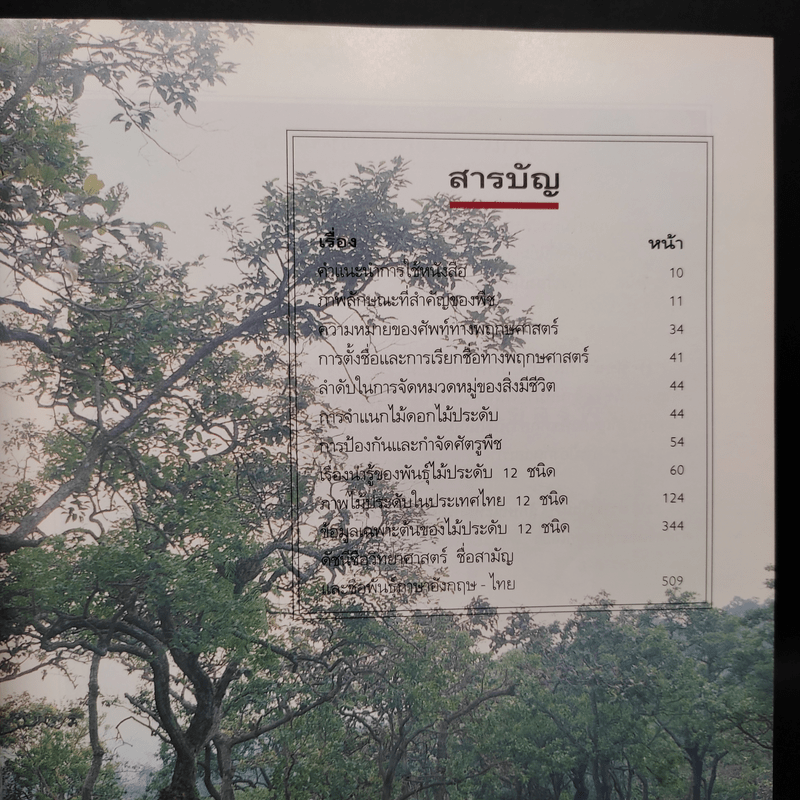 สารบัญ
เรื่อง หน้า
คำแนะนำการใช้หนังสือ 10
ภาพลักษณะที่สำคัญของพืช 11
ความหมายของศัพท์ทางพฤกษศาสตร์ 34
การตั้งชื่อและการเรียกชื่อทางพฤกษศาสตร์ 41
ลำดับในการจัดหมวดหมู่ของสิ่งมีชีวิต 44
การจำแนกไม้ดอกไม้ประดับ 44
การป้องกันและกำจัดศัตรูพืช 54
เรื่องน่ารู้ของพันธุ์ไม้ประดับ 12 ชนิด 60
ภาพไม้ประดับในประเทศไทย 12 ชนิด 124
ข้อมูลเฉพาะต้นของไม้ประดับ 12 ชนิด 344
ดัชนีชื่อวิทยาศาสตร์ ชื่อสามัญ
และชื่อพันธุ์ภาษาอังกฤษ - ไทย 509